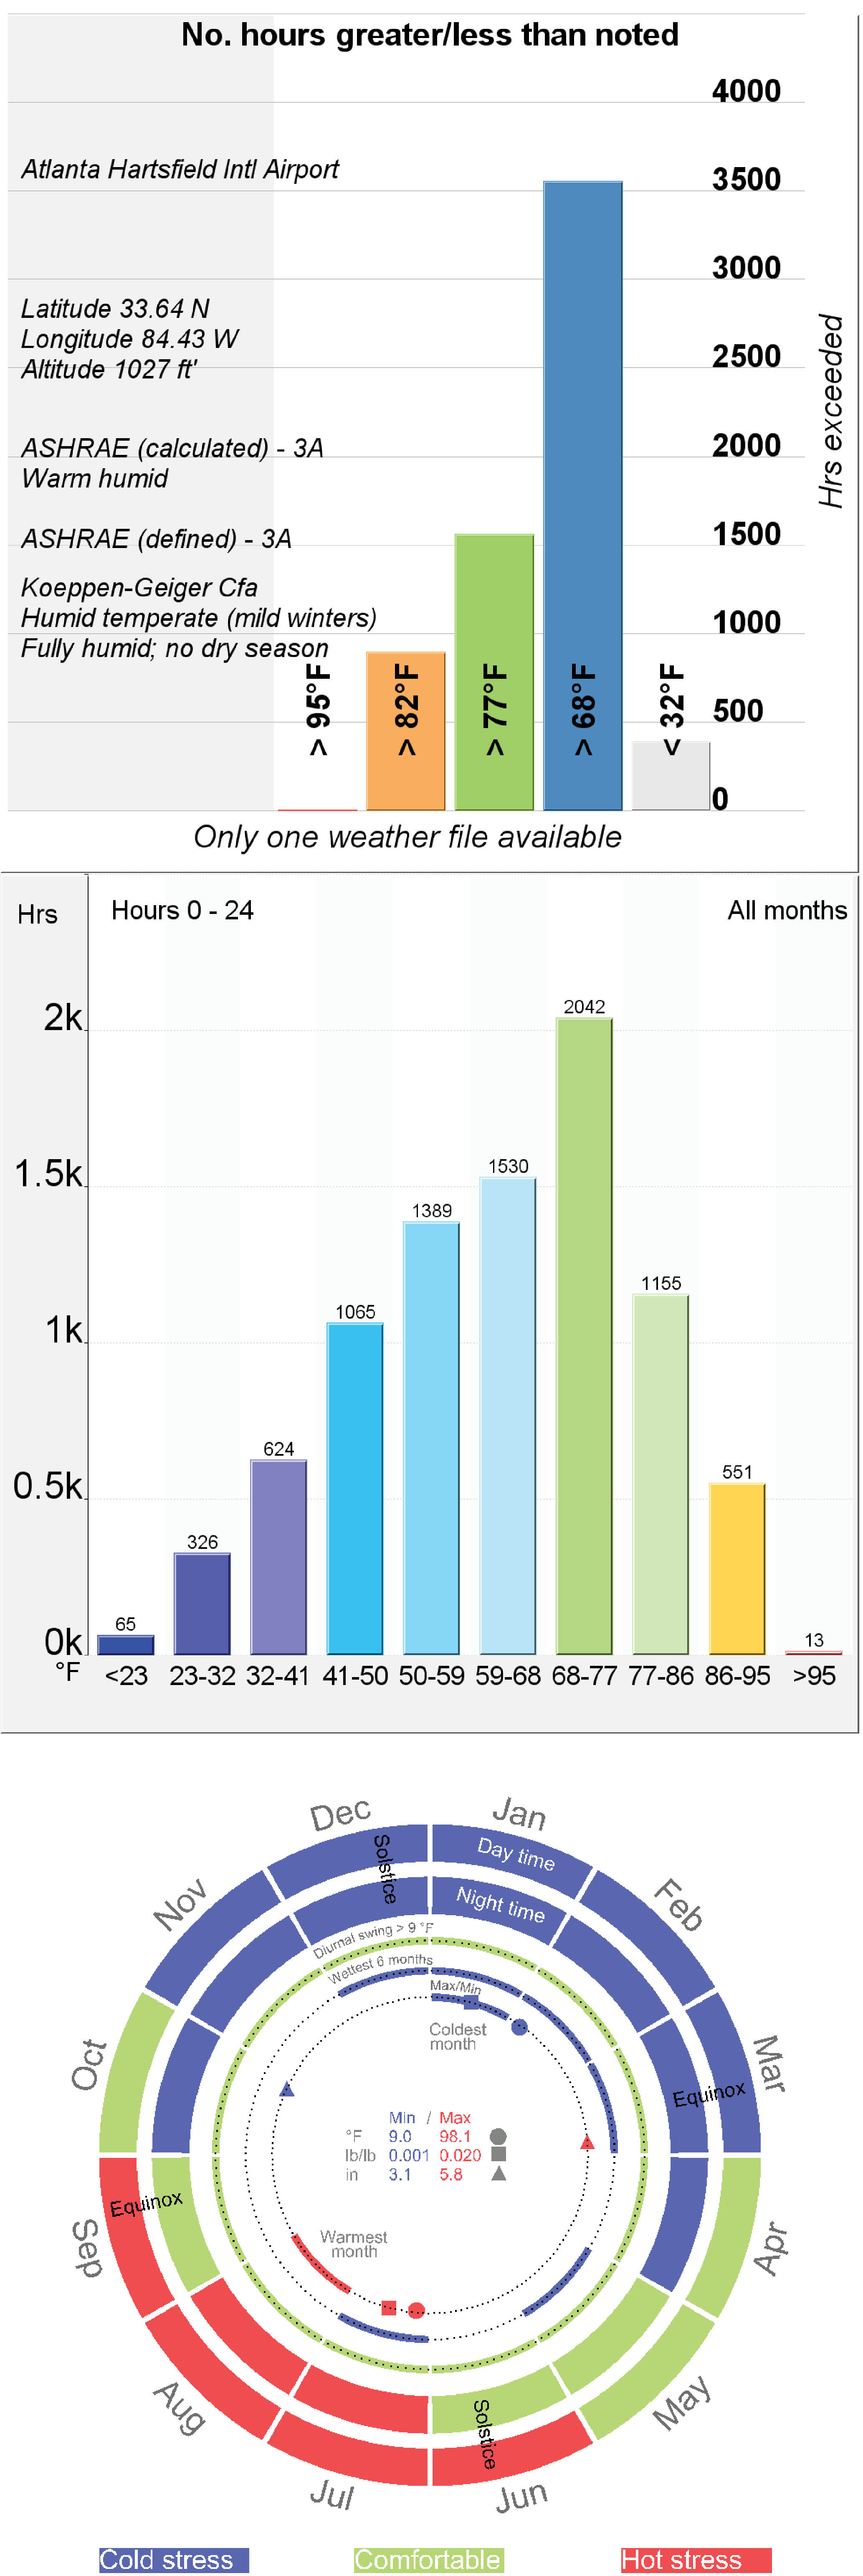 No. hours greater/less than noted
4000
Atlanta Hartsfield Intl Airport
3500
3000
Latitude 33.64 N
Longitude 84.43 W
Altitude 1027 ft'
2500
Hrs exceeded
ASHRAE (calculated) - 3A
Warm humid
2000
ASHRAE (defined) - 3A
1500
Koeppen-Geiger Cfa
Humid temperate (mild winters)
Fully humid; no dry season
1000
> 95°F
> 82°F
> 77°F
> 68°F
< 32°F
500
0
Only one weather file available
Hrs
Hours 0 - 24
All months
2k
1.5k
1k
0.5k
0k
65
326
624
1065
1389
1530
2042
1155
551
13
°F <23 23-32 32-41 41-50 50-59 59-68 68-77 77-86 86-95 >95
Dec
Jan
Nov
Feb
Oct
Mar
Sep
Apr
Aug
May
Jul
Jun
Solstice
Day time
Night time
Diurnal swing > 9 °F
Wettest 6 months
Max/Min
Coldest
month
Equinox
Min / Max
°F 9.0 98.1
lb/lb 0.001 0.020
in 3.1 5.8
Equinox
Warmest
month
Solstice
Cold stress
Comfortable
Hot stress